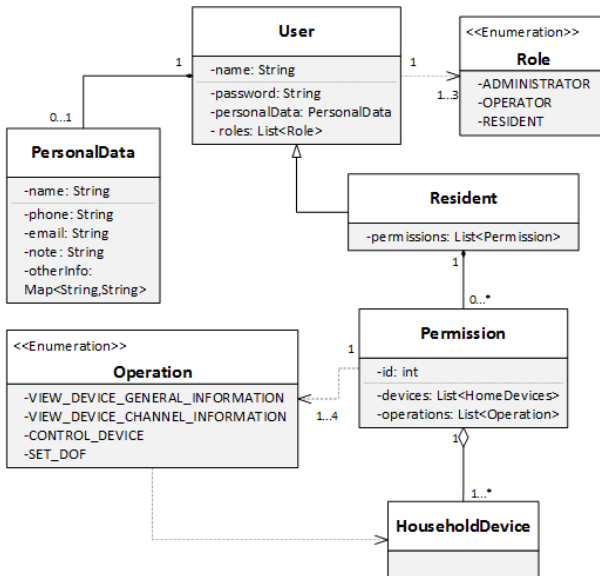 User
-name: String
-password: String
-personalData: PersonalData
- roles: List<Role>
1
1
1...3
<<Enumeration>>
Role
-ADMINISTRATOR
-OPERATOR
-RESIDENT
0...1
PersonalData
-name: String
-phone: String
-email: String
-note: String
-otherInfo:
Map<String,String>
Resident
-permissions: List<Permission>
1
0...*
Permission
-id: int
-devices: List<HomeDevices>
-operations: List<Operation>
1
1...4
<<Enumeration>>
Operation
-VIEW_DEVICE_GENERAL_INFORMATION
-VIEW_DEVICE_CHANNEL_INFORMATION
-CONTROL_DEVICE
-SET_DOF
1
1...*
HouseholdDevice